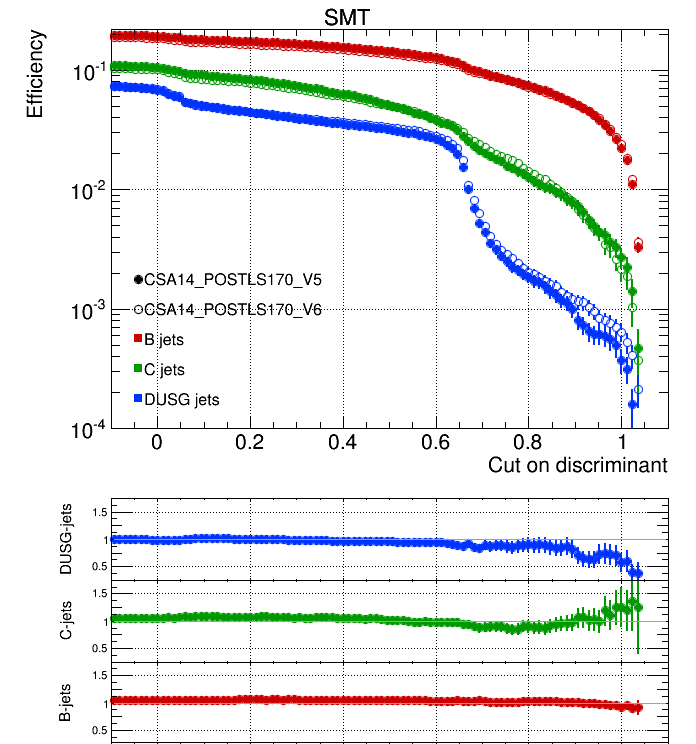 SMT
Efficiency
10-1
10-2
10-3
10-4
CSA14_POSTLS170_V5
CSA14_POSTLS170_V6
B jets
C jets
DUSG jets
0 0.2 0.4 0.6 0.8 1
Cut on discriminant
DUSG-jets
1.5
1
0.5
C-jets
1.5
1
0.5
B-jets
1.5
1
0.5